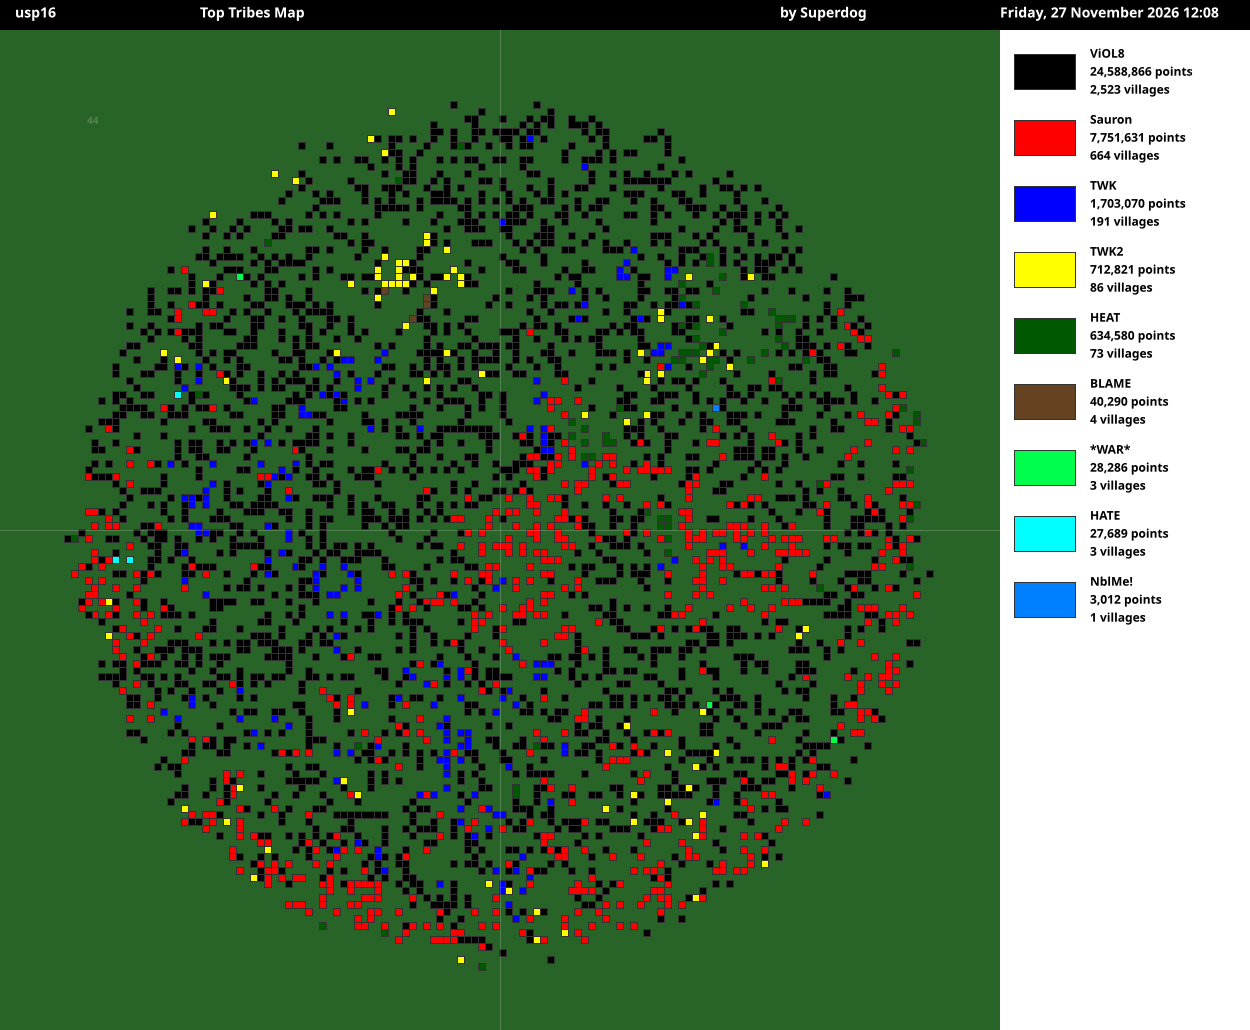 usp16 Top Tribes Map by Superdog Friday, 27 November 2026 12:08
44
ViOL8
24,588,866 points
2,523 villages
Sauron
7,751,631 points
664 villages
TWK
1,703,070 points
191 villages
TWK2
712,821 points
86 villages
HEAT
634,580 points
73 villages
BLAME
40,290 points
4 villages
*WAR*
28,286 points
3 villages
HATE
27,689 points
3 villages
NblMe!
3,012 points
1 villages